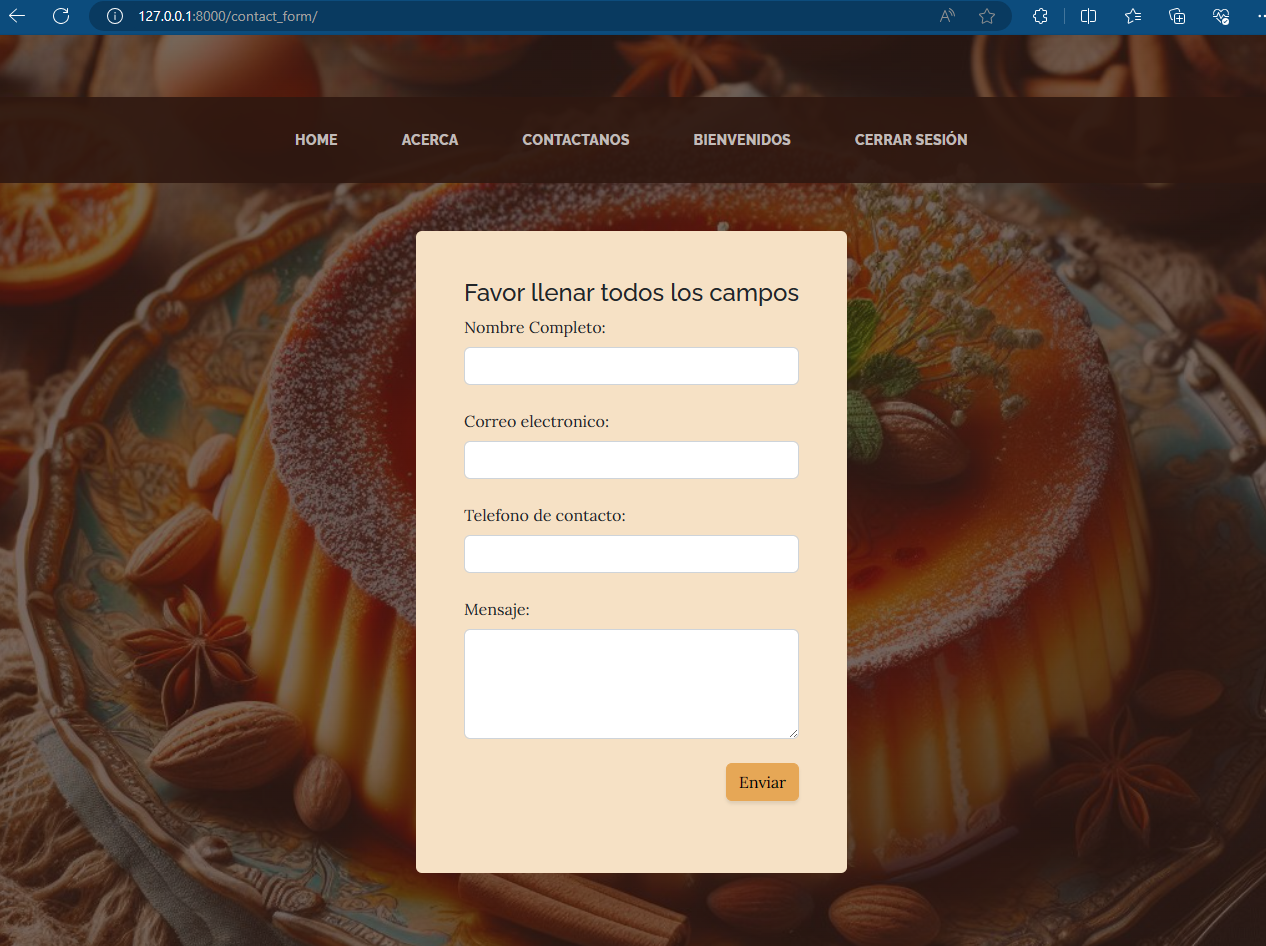 127.0.0.1:8000/contact_form/
HOME ACERCA CONTACTANOS BIENVENIDOS CERRAR SESIÓN
Favor llenar todos los campos
Nombre Completo:
Correo electronico:
Telefono de contacto:
Mensaje:
Enviar